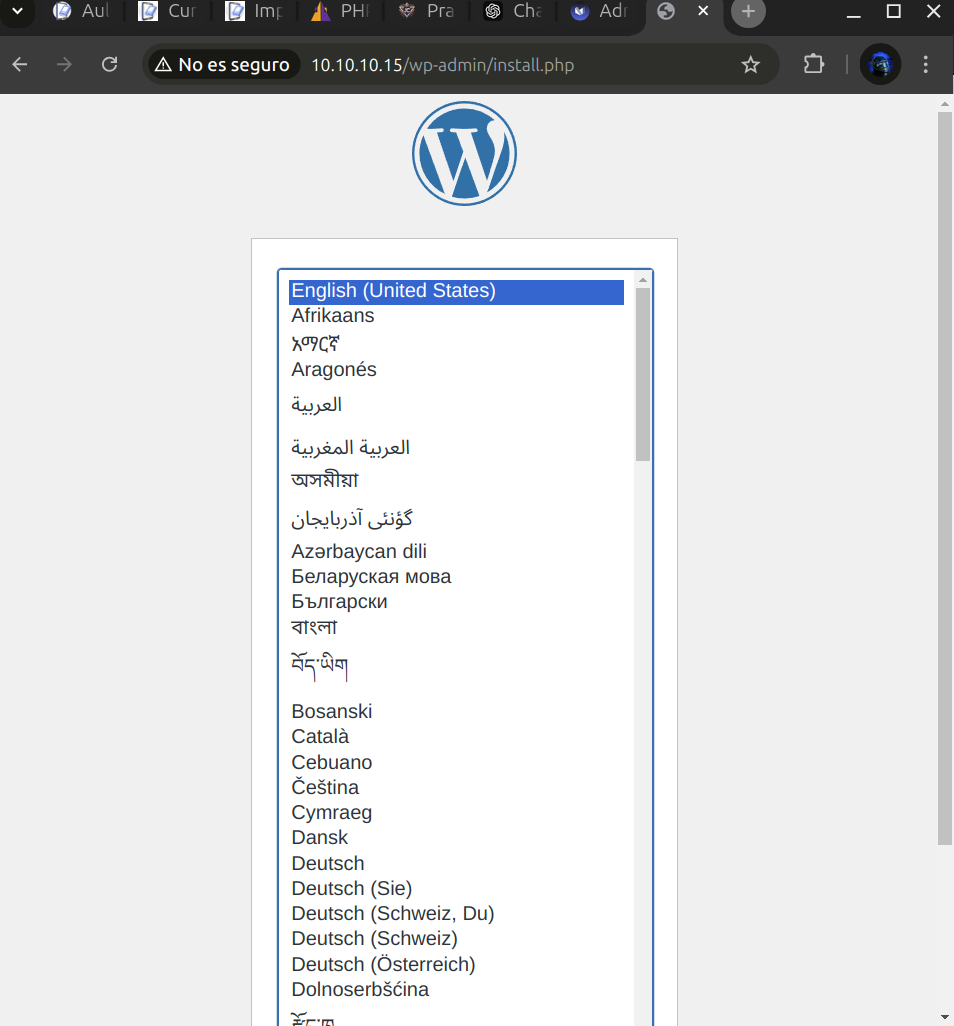 Aul Cur Imp PHP Pra Cha Adr
No es seguro 10.10.10.15/wp-admin/install.php
English (United States)
Afrikaans
አማርኛ
Aragonés
العربية
العربية المغربية
অসমীয়া
گؤنئی آذربایجان
Azərbaycan dili
Беларуская мова
Български
বাংলা
བོད་ཡིག
Bosanski
Català
Cebuano
Čeština
Cymraeg
Dansk
Deutsch
Deutsch (Sie)
Deutsch (Schweiz, Du)
Deutsch (Schweiz)
Deutsch (Österreich)
Dolnoserbšćina